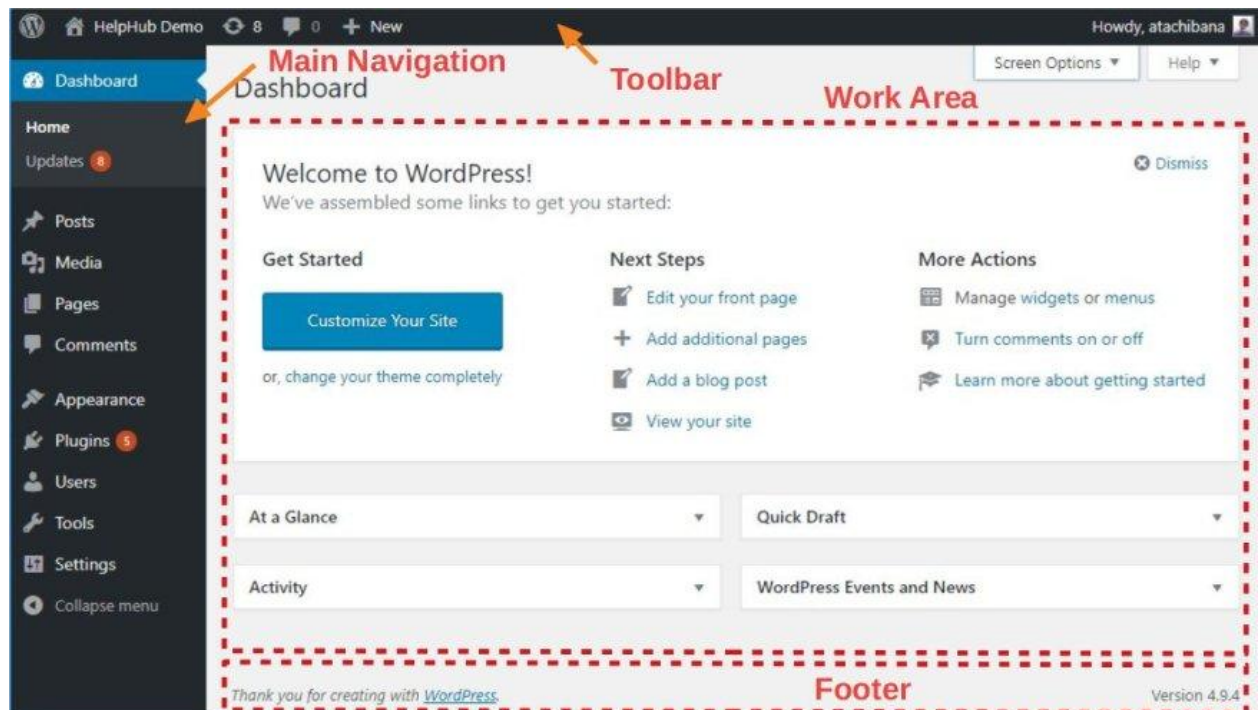 HelpHub Demo 8 0 New Howdy, atachibana
Main Navigation
Toolbar
Screen Options Help
Dashboard
Dashboard
Work Area
Home
Updates 8
Welcome to WordPress! Dismiss
We've assembled some links to get you started:
Posts
Media
Pages
Comments
Appearance
Plugins 5
Users
Tools
Settings
Collapse menu
Get Started
Customize Your Site
or, change your theme completely
Next Steps
Edit your front page
Add additional pages
Add a blog post
View your site
More Actions
Manage widgets or menus
Turn comments on or off
Learn more about getting started
At a Glance
Quick Draft
Activity
WordPress Events and News
Footer
Thank you for creating with WordPress. Version 4.9.4